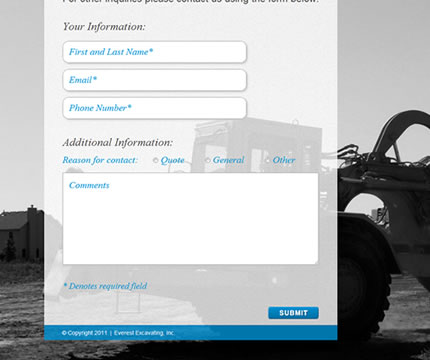 For other inquiries please contact us using the form below.
Your Information:
First and Last Name*
Email*
Phone Number*
Additional Information:
Reason for contact: Quote General Other
Comments
* Denotes required field
SUBMIT
© Copyright 2011 | Everest Excavating, Inc.